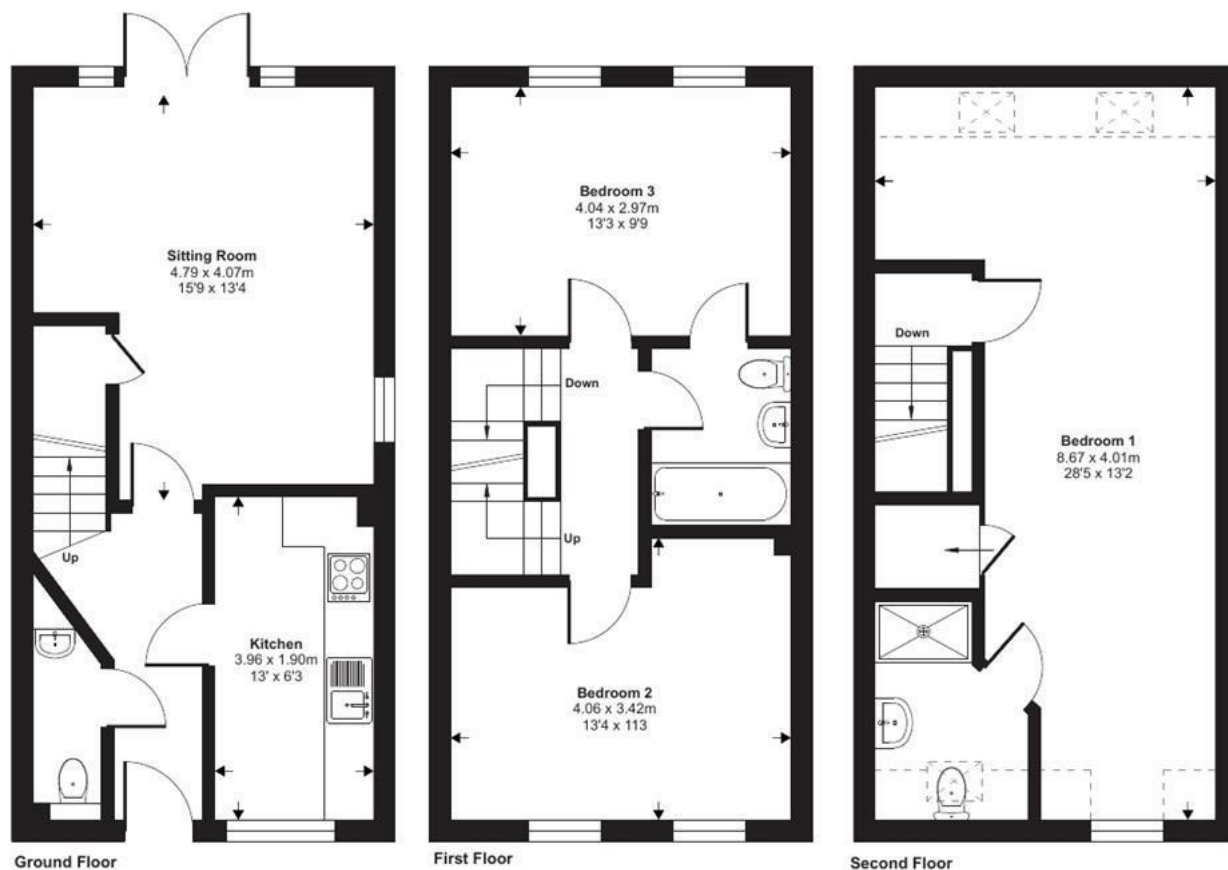 Sitting Room
4.79 x 4.07m
15'9 x 13'4
Up
Kitchen
3.96 x 1.90m
13' x 6'3
Ground Floor
Bedroom 3
4.04 x 2.97m
13'3 x 9'9
Down
Up
Bedroom 2
4.06 x 3.42m
13'4 x 113
First Floor
Down
Bedroom 1
8.67 x 4.01m
28'5 x 13'2
Second Floor